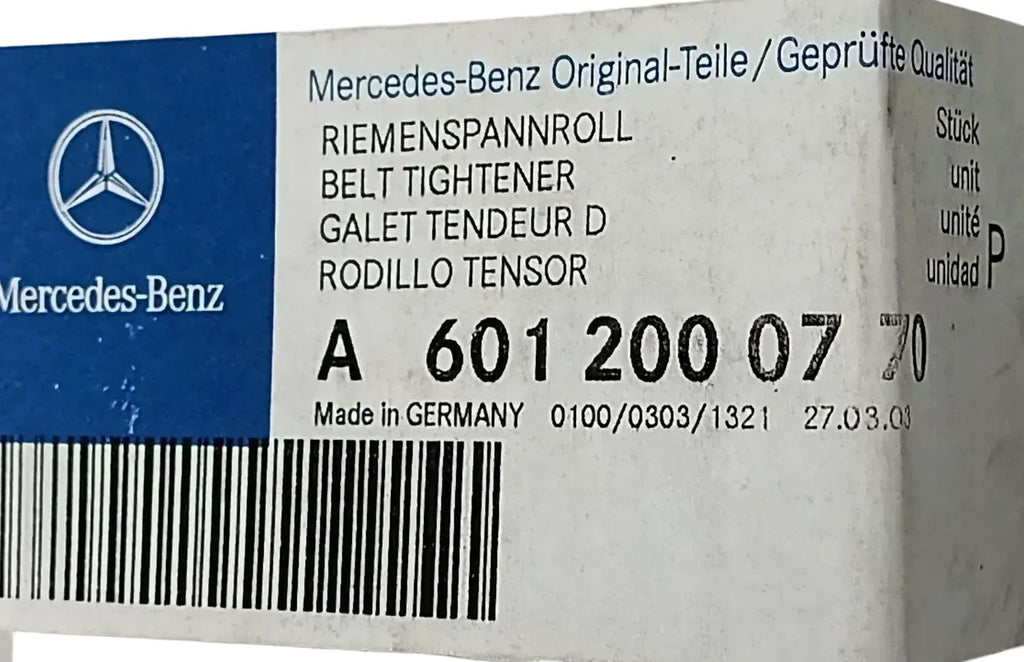 Mercedes-Benz Original-Teile/Geprüfte Qualität
RIEMENSPANNROLL
BELT TIGHTENER
GALET TENDEUR D
RODILLO TENSOR
Stück
unit
unité
unidad
P
Mercedes-Benz
A 601 200 07 70
Made in GERMANY 0100/0303/1321 27.03.03